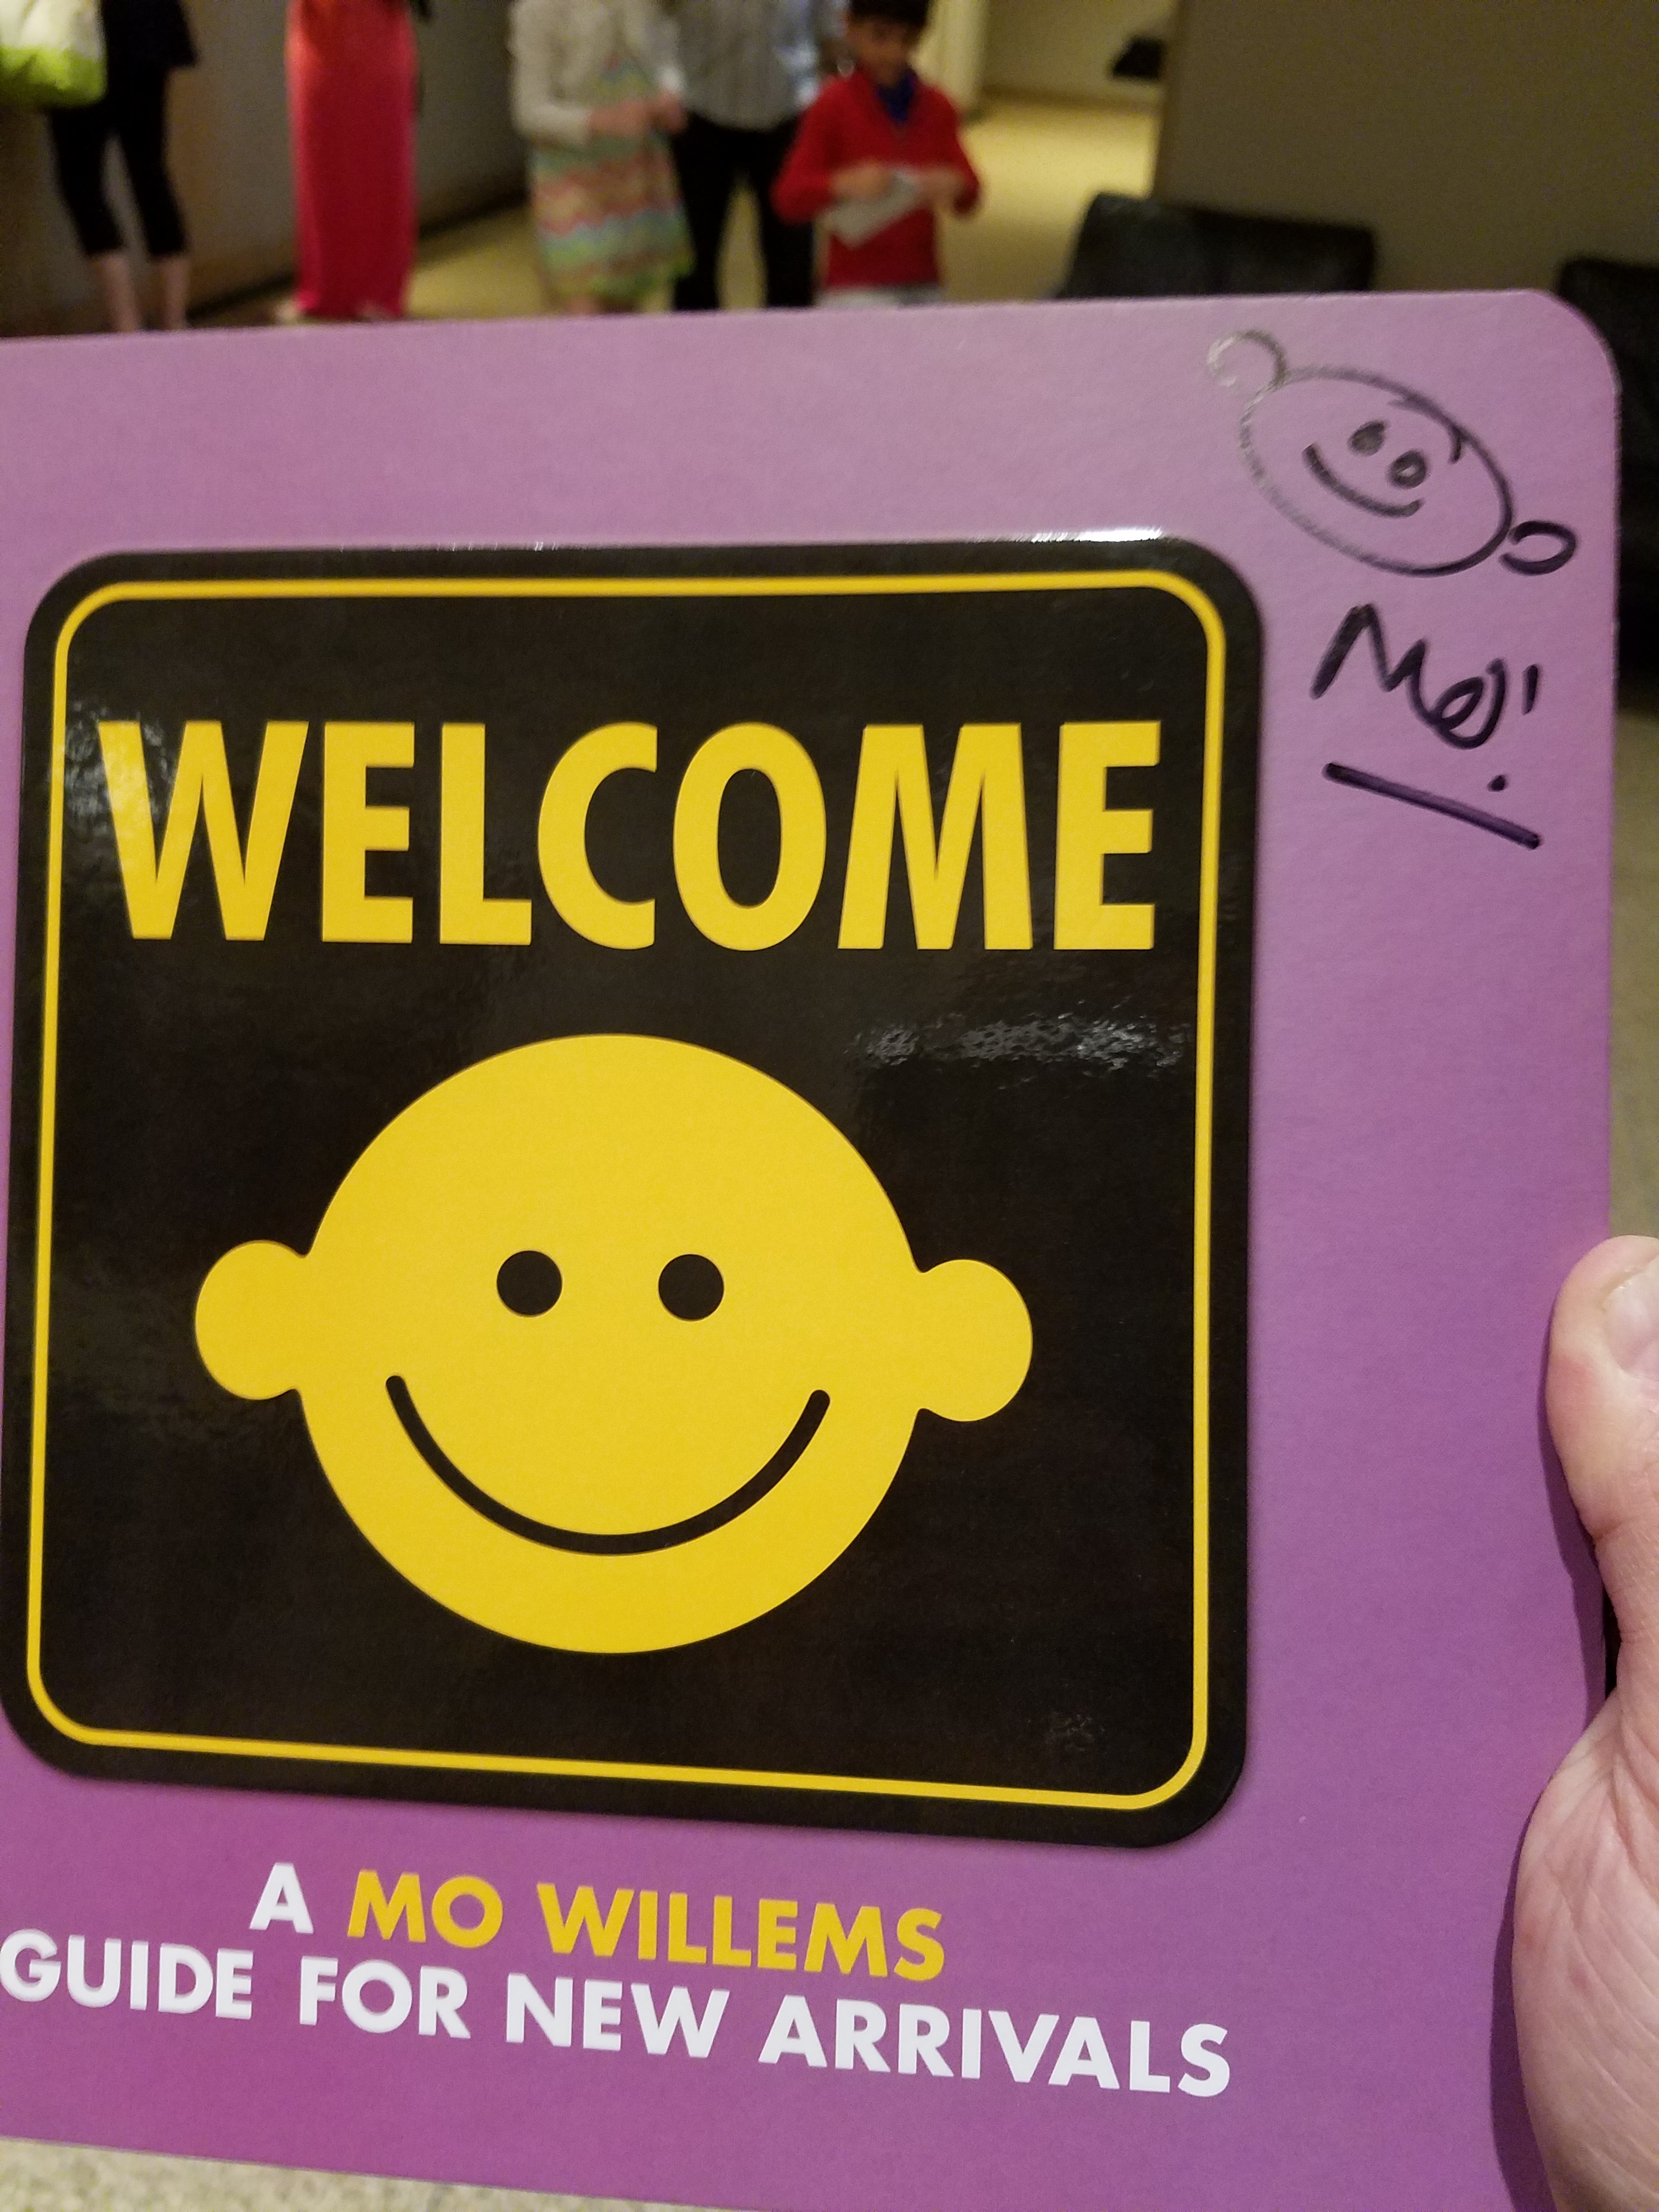 Mo!
WELCOME
A MO WILLEMS
GUIDE FOR NEW ARRIVALS